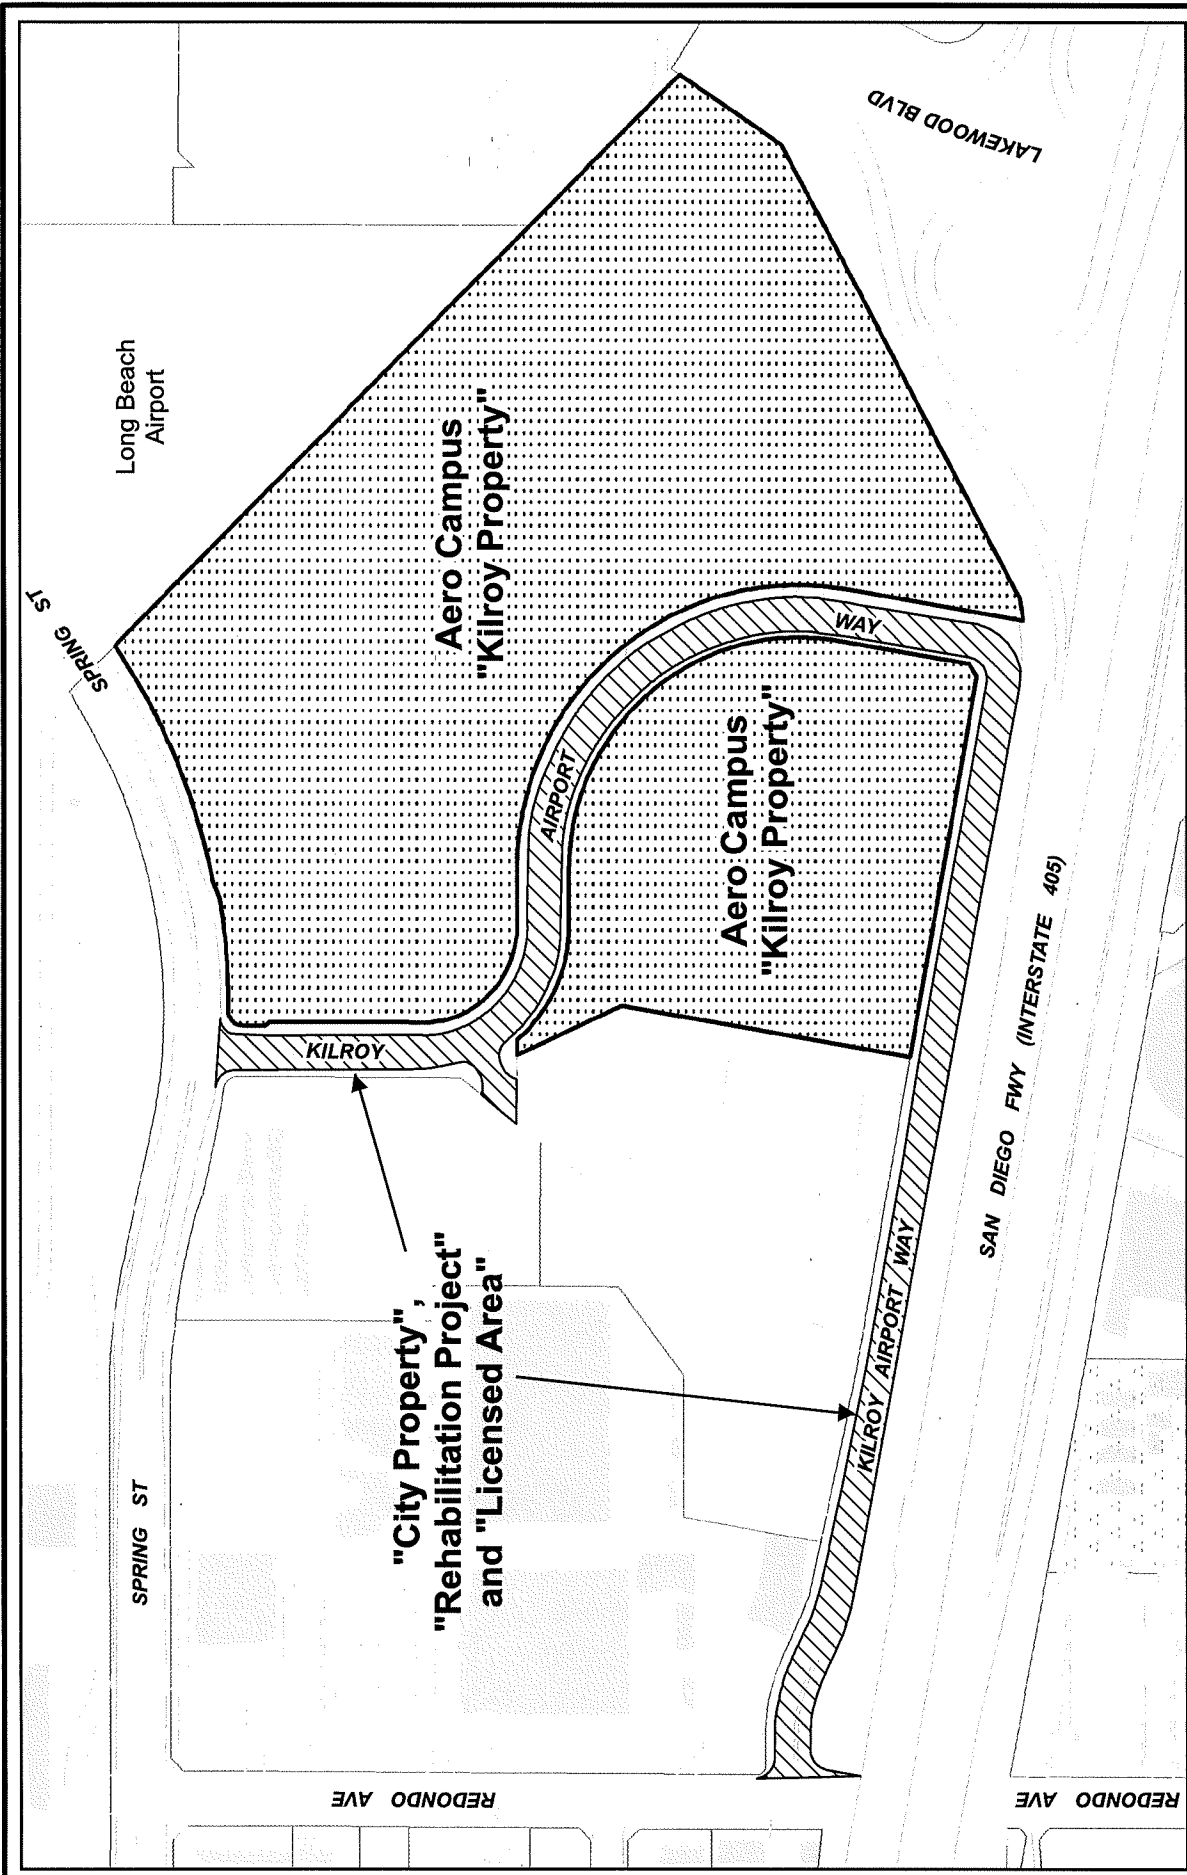 SPRING ST
Long Beach
Airport
LAKEWOOD BLVD
Aero Campus
"Kilroy Property"
KILROY
AIRPORT
WAY
Aero Campus
"Kilroy Property"
SPRING ST
"City Property",
"Rehabilitation Project"
and "Licensed Area"
KILROY AIRPORT WAY
SAN DIEGO FWY (INTERSTATE 405)
REDONDO AVE
REDONDO AVE